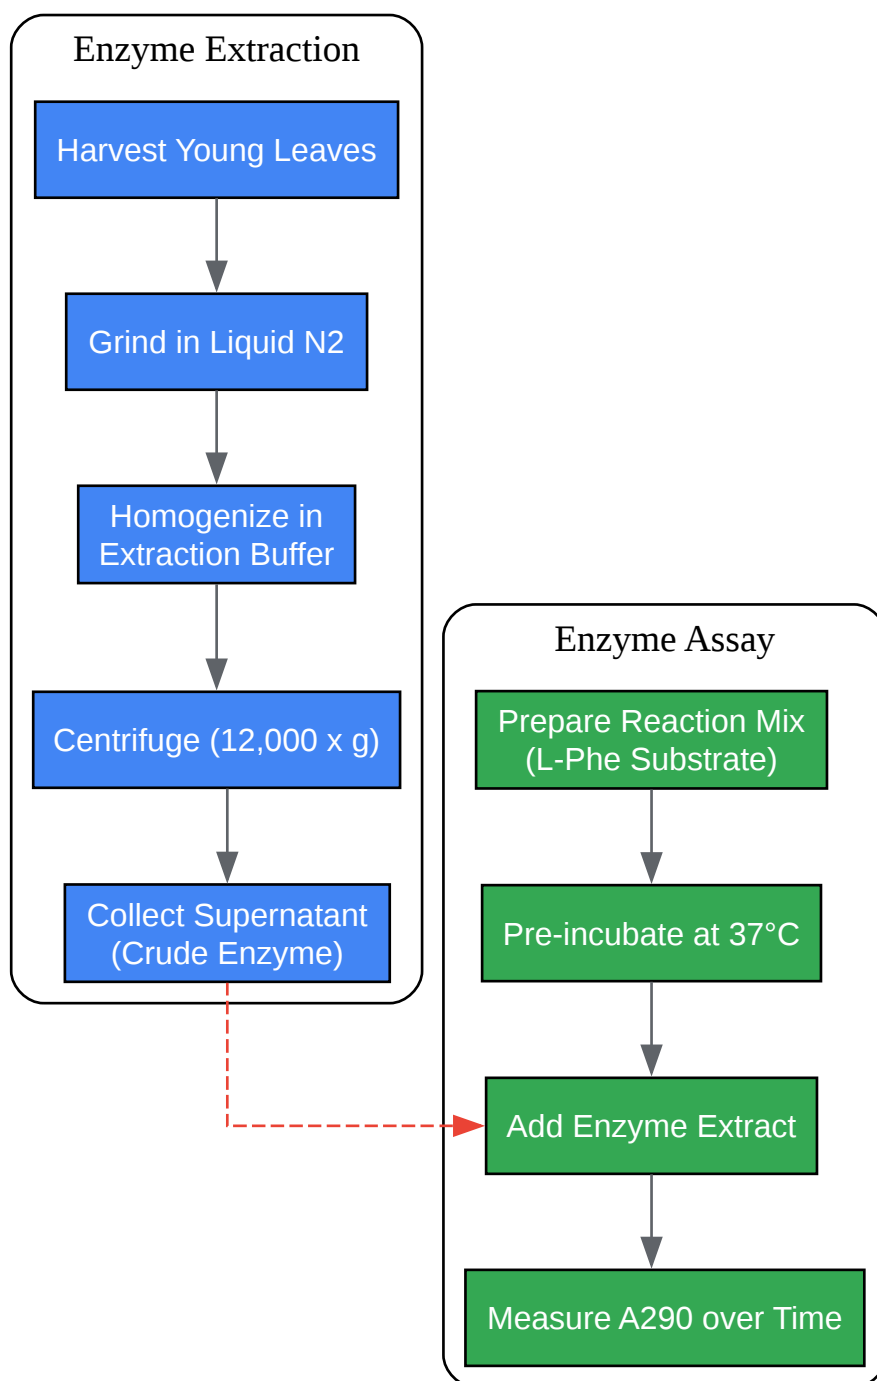 Enzyme Extraction
Harvest Young Leaves
Grind in Liquid N2
Homogenize in
Extraction Buffer
Centrifuge (12,000 x g)
Collect Supernatant
(Crude Enzyme)
Enzyme Assay
Prepare Reaction Mix
(L-Phe Substrate)
Pre-incubate at 37°C
Add Enzyme Extract
Measure A290 over Time